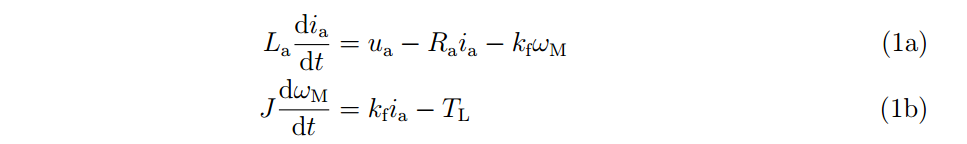 L_a di_a/dt = u_a − R_a i_a − k_f ω_M (1a)
J dω_M/dt = k_f i_a − T_L (1b)